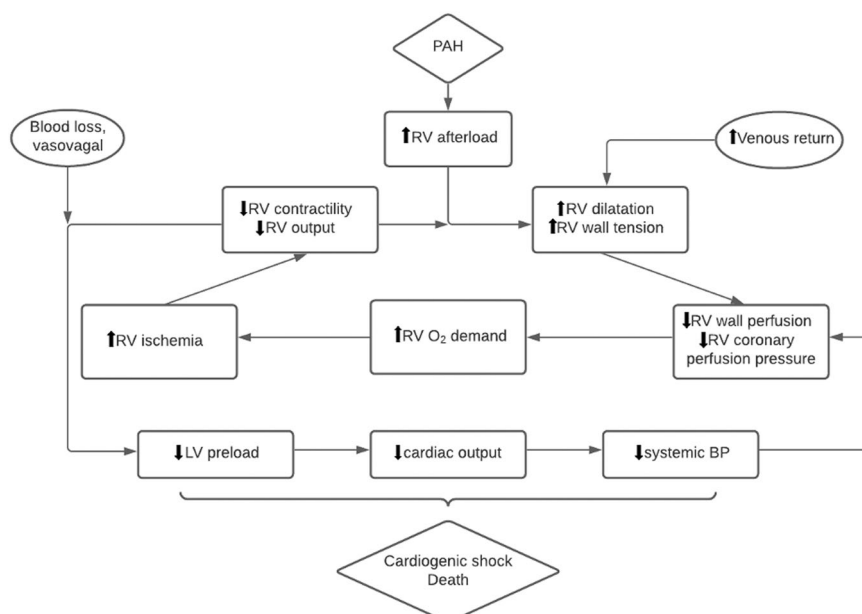 PAH
Blood loss,
vasovagal
⬆RV afterload
⬆Venous return
⬇RV contractility
⬇RV output
⬆RV dilatation
⬆RV wall tension
⬆RV ischemia
⬆RV O₂ demand
⬇RV wall perfusion
⬇RV coronary
perfusion pressure
⬇LV preload
⬇cardiac output
⬇systemic BP
Cardiogenic shock
Death